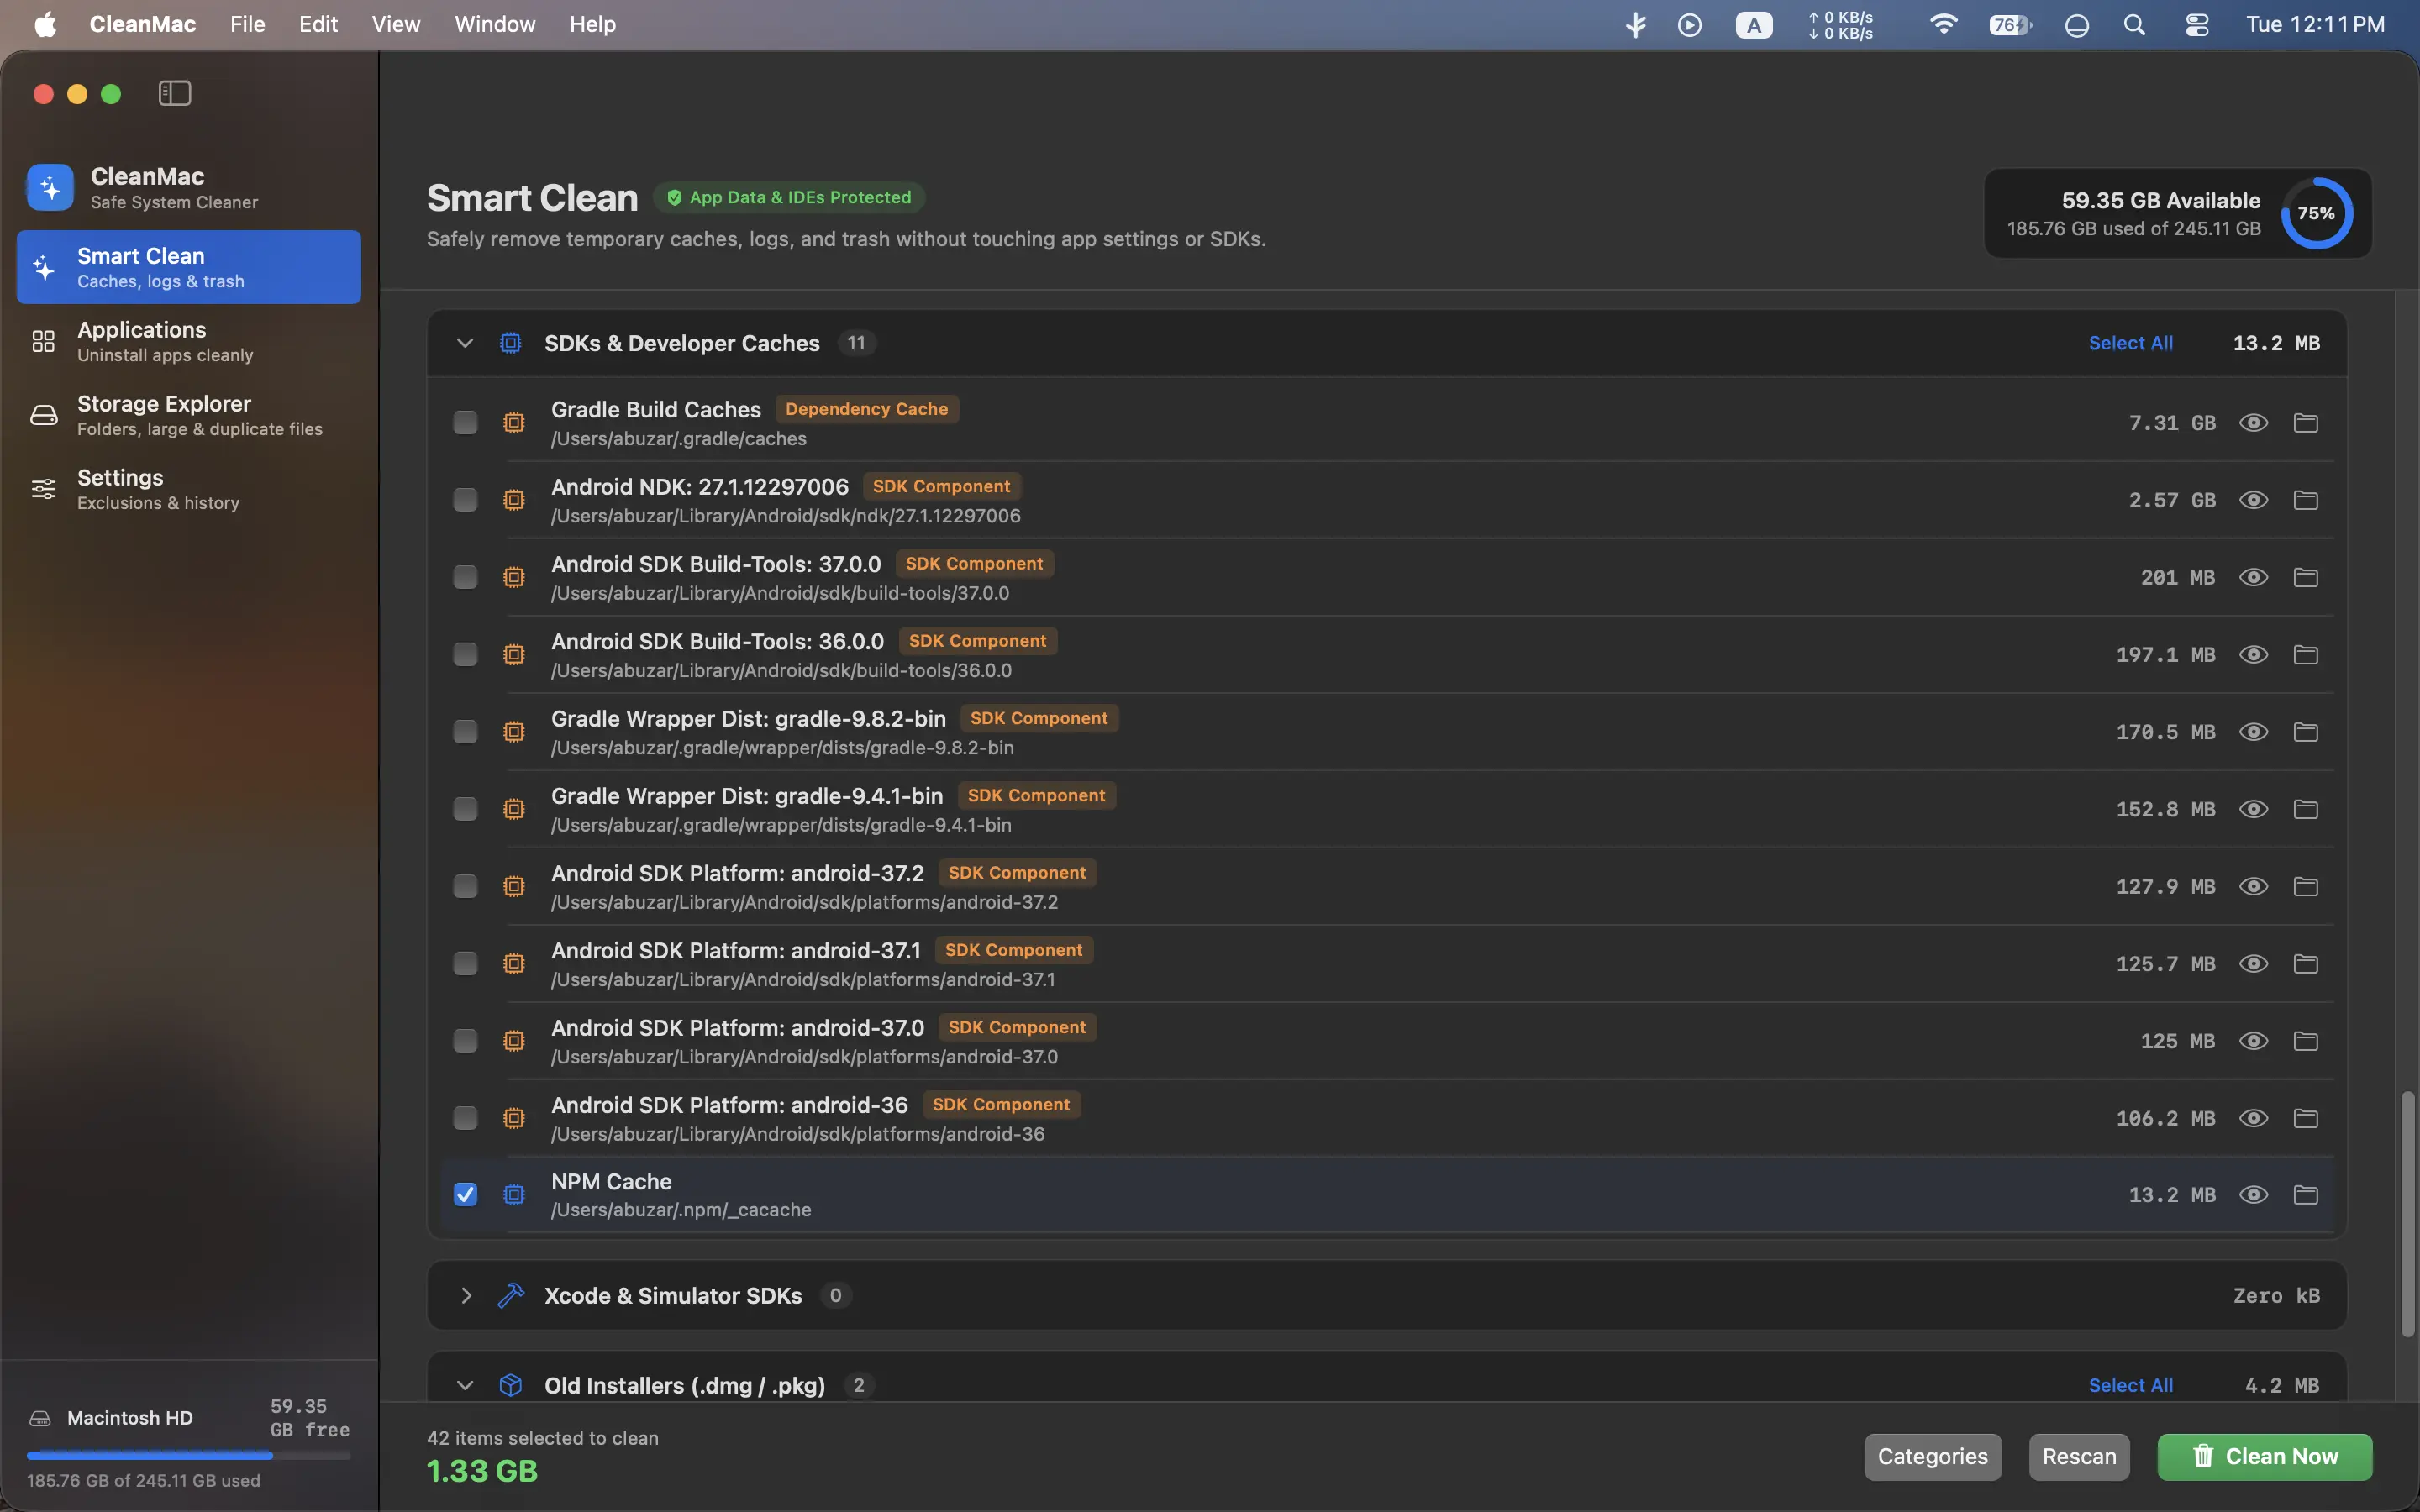 CleanMac File Edit View Window Help
A
↑ 0 KB/s
↓ 0 KB/s
76
Tue 12:11 PM
CleanMac
Safe System Cleaner
Smart Clean
Caches, logs & trash
Applications
Uninstall apps cleanly
Storage Explorer
Folders, large & duplicate files
Settings
Exclusions & history
Macintosh HD
59.35
GB free
185.76 GB of 245.11 GB used
Smart Clean App Data & IDEs Protected
Safely remove temporary caches, logs, and trash without touching app settings or SDKs.
59.35 GB Available
185.76 GB used of 245.11 GB
75%
SDKs & Developer Caches 11 Select All 13.2 MB
Gradle Build Caches Dependency Cache
/Users/abuzar/.gradle/caches
7.31 GB
Android NDK: 27.1.12297006 SDK Component
/Users/abuzar/Library/Android/sdk/ndk/27.1.12297006
2.57 GB
Android SDK Build-Tools: 37.0.0 SDK Component
/Users/abuzar/Library/Android/sdk/build-tools/37.0.0
201 MB
Android SDK Build-Tools: 36.0.0 SDK Component
/Users/abuzar/Library/Android/sdk/build-tools/36.0.0
197.1 MB
Gradle Wrapper Dist: gradle-9.8.2-bin SDK Component
/Users/abuzar/.gradle/wrapper/dists/gradle-9.8.2-bin
170.5 MB
Gradle Wrapper Dist: gradle-9.4.1-bin SDK Component
/Users/abuzar/.gradle/wrapper/dists/gradle-9.4.1-bin
152.8 MB
Android SDK Platform: android-37.2 SDK Component
/Users/abuzar/Library/Android/sdk/platforms/android-37.2
127.9 MB
Android SDK Platform: android-37.1 SDK Component
/Users/abuzar/Library/Android/sdk/platforms/android-37.1
125.7 MB
Android SDK Platform: android-37.0 SDK Component
/Users/abuzar/Library/Android/sdk/platforms/android-37.0
125 MB
Android SDK Platform: android-36 SDK Component
/Users/abuzar/Library/Android/sdk/platforms/android-36
106.2 MB
NPM Cache
/Users/abuzar/.npm/_cacache
13.2 MB
Xcode & Simulator SDKs 0 Zero kB
Old Installers (.dmg / .pkg) 2 Select All 4.2 MB
42 items selected to clean
1.33 GB
Categories Rescan Clean Now